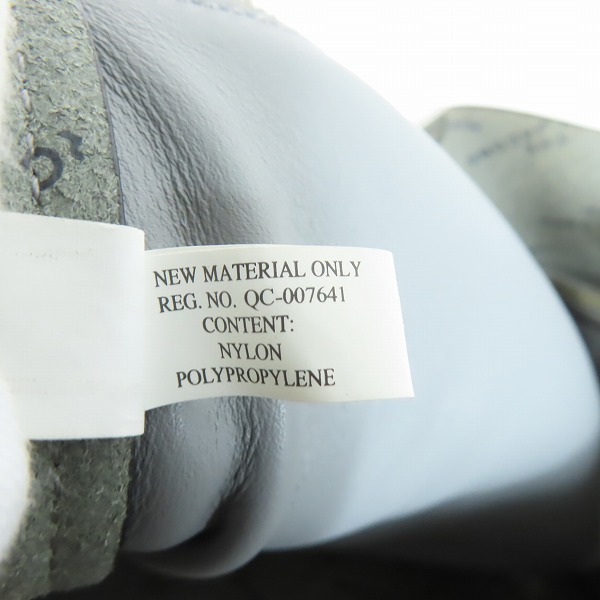 NEW MATERIAL ONLY
REG. NO. QC-007641
CONTENT:
NYLON
POLYPROPYLENE